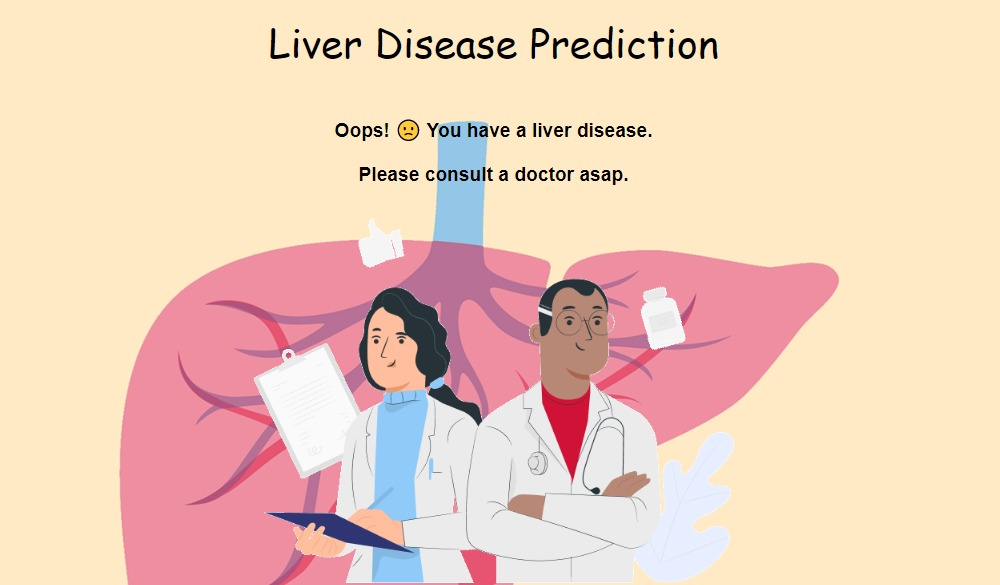 Liver Disease Prediction
Oops! 🙁 You have a liver disease.
Please consult a doctor asap.